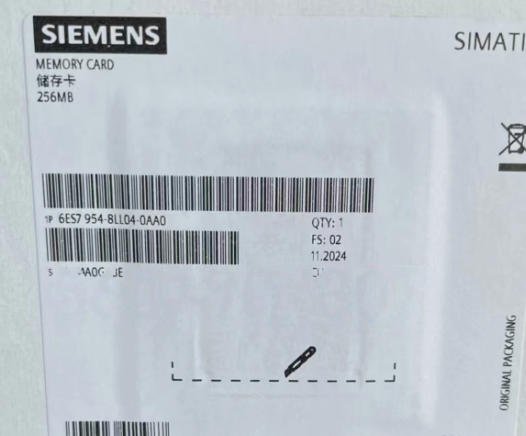 SIEMENS
SIMATI
MEMORY CARD
储存卡
256MB
1P 6ES7 954-8LL04-0AA0
QTY: 1
FS: 02
11.2024
S
ORIGINAL PACKAGING